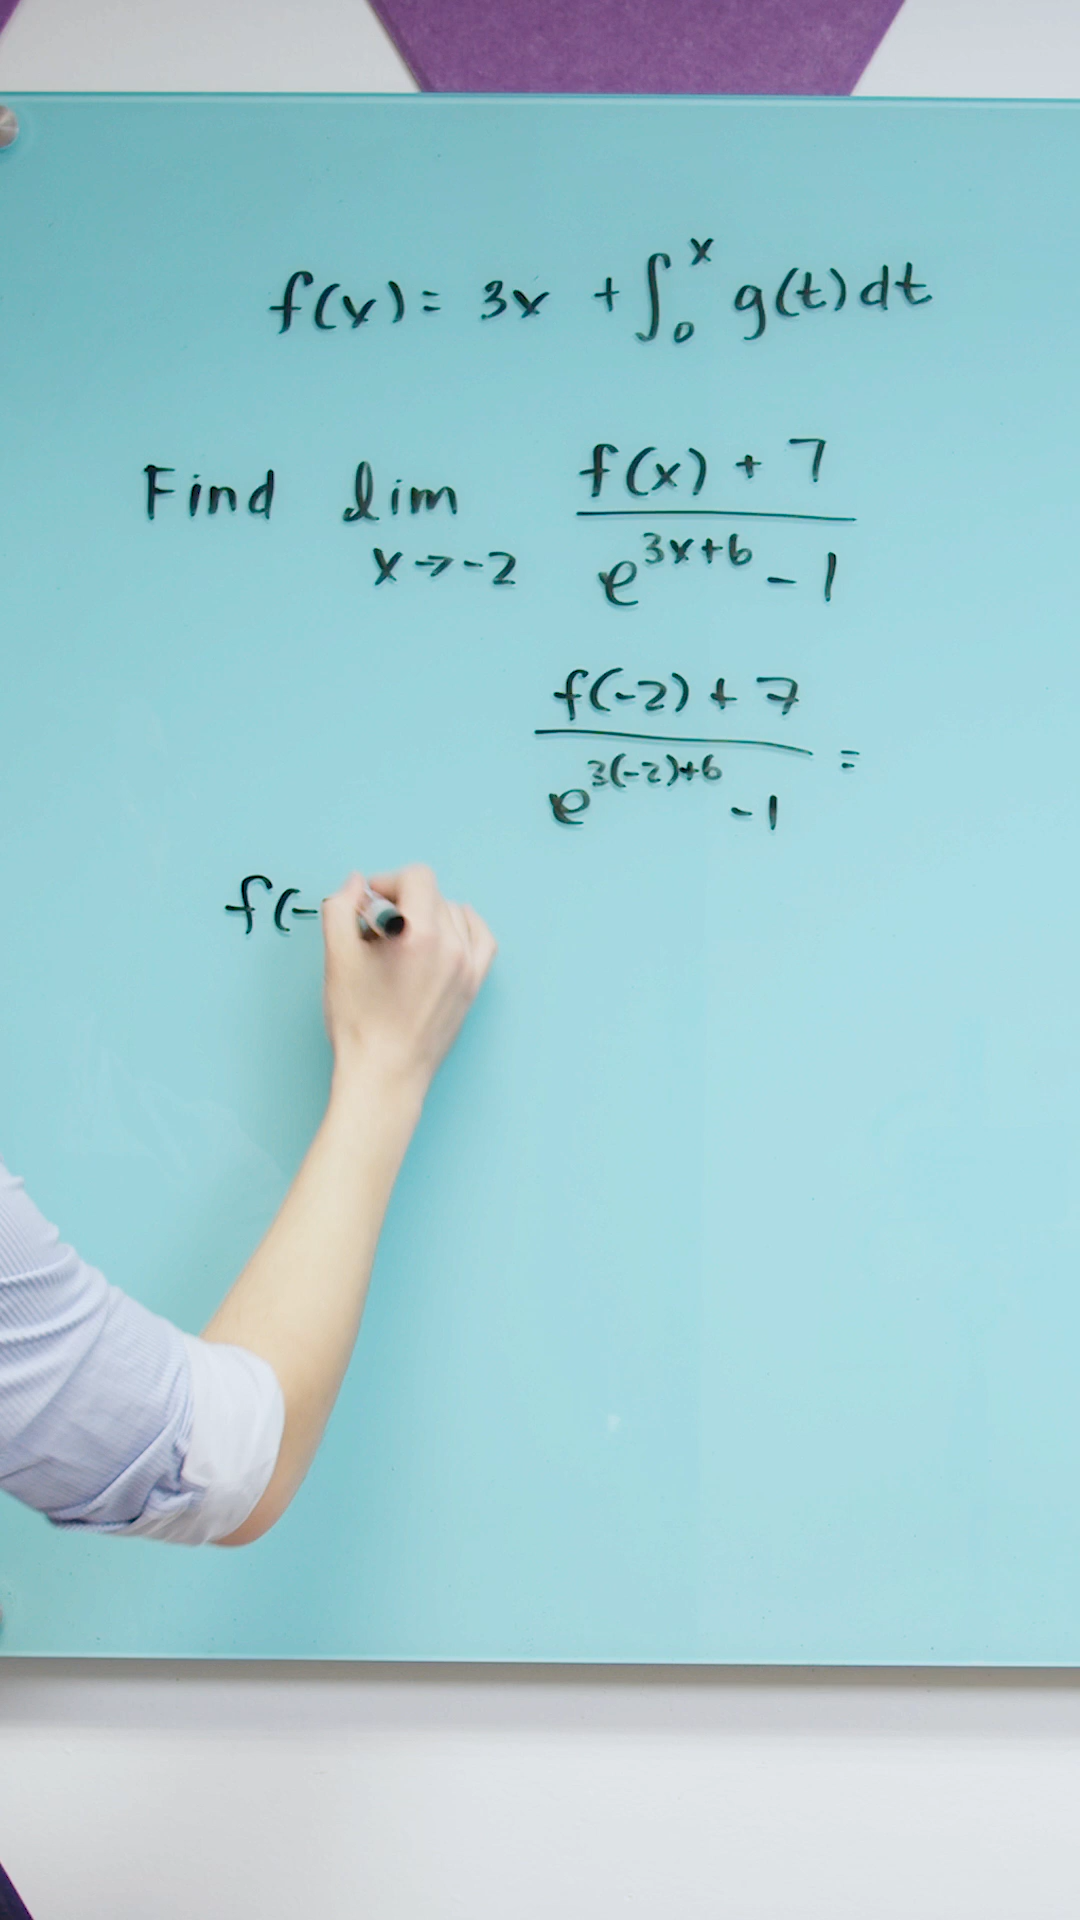 f(x) = 3x + ∫₀ˣ g(t)dt
Find lim x→-2 (f(x) + 7)/(e^(3x+6) - 1)
(f(-2) + 7)/(e^(3(-2)+6) - 1) =
f(-